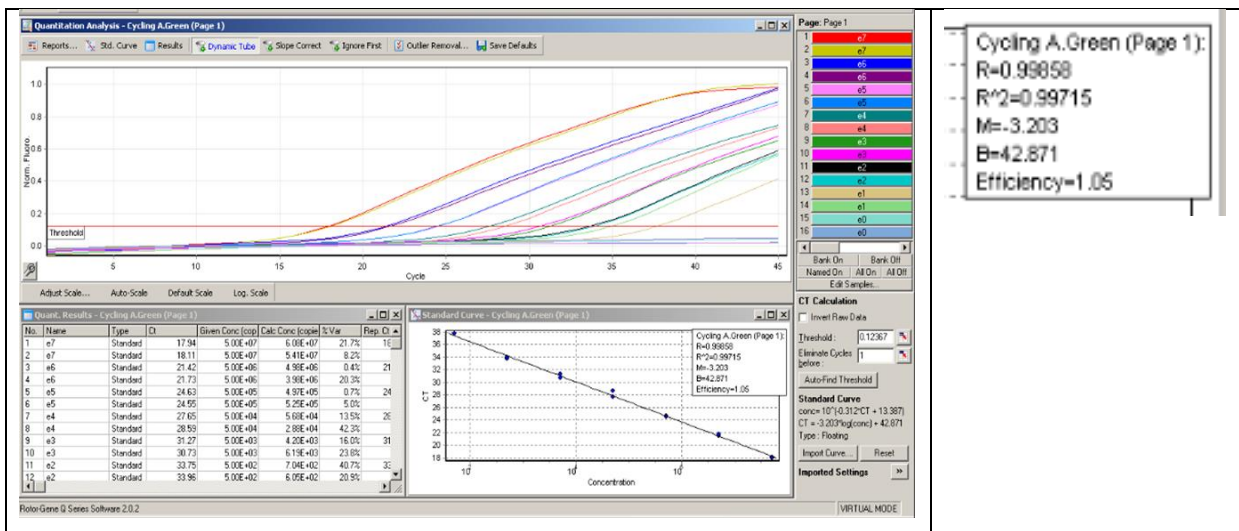 Quantitation Analysis - Cycling A.Green (Page 1)
Reports... Std. Curve Results Dynamic Tube Slope Correct Ignore First Outlier Removal... Save Defaults
Norm. Fluoro.
1.0
0.8
0.6
0.4
0.2
0.0
Threshold
5 10 15 20 25 30 35 40 45
Cycle
Adjust Scale... Auto-Scale Default Scale Log. Scale
Page: Page 1
1 e7
2 e7
3 e6
4 e6
5 e5
6 e5
7 e4
8 e4
9 e3
10 e3
11 e2
12 e2
13 e1
14 e1
15 e0
16 e0
Bank On Bank Off
Named On All On All Off
Edit Samples...
CT Calculation
Invert Raw Data
Threshold : 0.12367
Eliminate Cycles before : 1
Auto-Find Threshold
Standard Curve
conc= 10^(-0.312*CT + 13.387)
CT = -3.203*log(conc) + 42.871
Type : Floating
Import Curve... Reset
Imported Settings »
Quant. Results - Cycling A.Green (Page 1)
No. Name Type Ct Given Conc (cop Calc Conc (copie % Var Rep. Ct
1 e7 Standard 17.94 5.00E+07 6.08E+07 21.7%
2 e7 Standard 18.11 5.00E+07 5.41E+07 8.2%
3 e6 Standard 21.42 5.00E+06 4.98E+06 0.4% 21
4 e6 Standard 21.73 5.00E+06 3.98E+06 20.3%
5 e5 Standard 24.63 5.00E+05 4.97E+05 0.7% 24
6 e5 Standard 24.55 5.00E+05 5.25E+05 5.0%
7 e4 Standard 27.65 5.00E+04 5.68E+04 13.5% 28
8 e4 Standard 28.59 5.00E+04 2.88E+04 42.3%
9 e3 Standard 31.27 5.00E+03 4.20E+03 16.0% 31
10 e3 Standard 30.73 5.00E+03 6.19E+03 23.8%
11 e2 Standard 33.75 5.00E+02 7.04E+02 40.7%
12 e2 Standard 33.96 5.00E+02 6.05E+02 20.9%
Standard Curve - Cycling A.Green (Page 1)
CT
38
36
34
32
30
28
26
24
22
20
18
Concentration
Cycling A.Green (Page 1):
R=0.99858
R^2=0.99715
M=-3.203
B=42.871
Efficiency=1.05
Rotor-Gene Q Series Software 2.0.2
VIRTUAL MODE
Cycling A.Green (Page 1):
R=0.99858
R^2=0.99715
M=-3.203
B=42.871
Efficiency=1.05